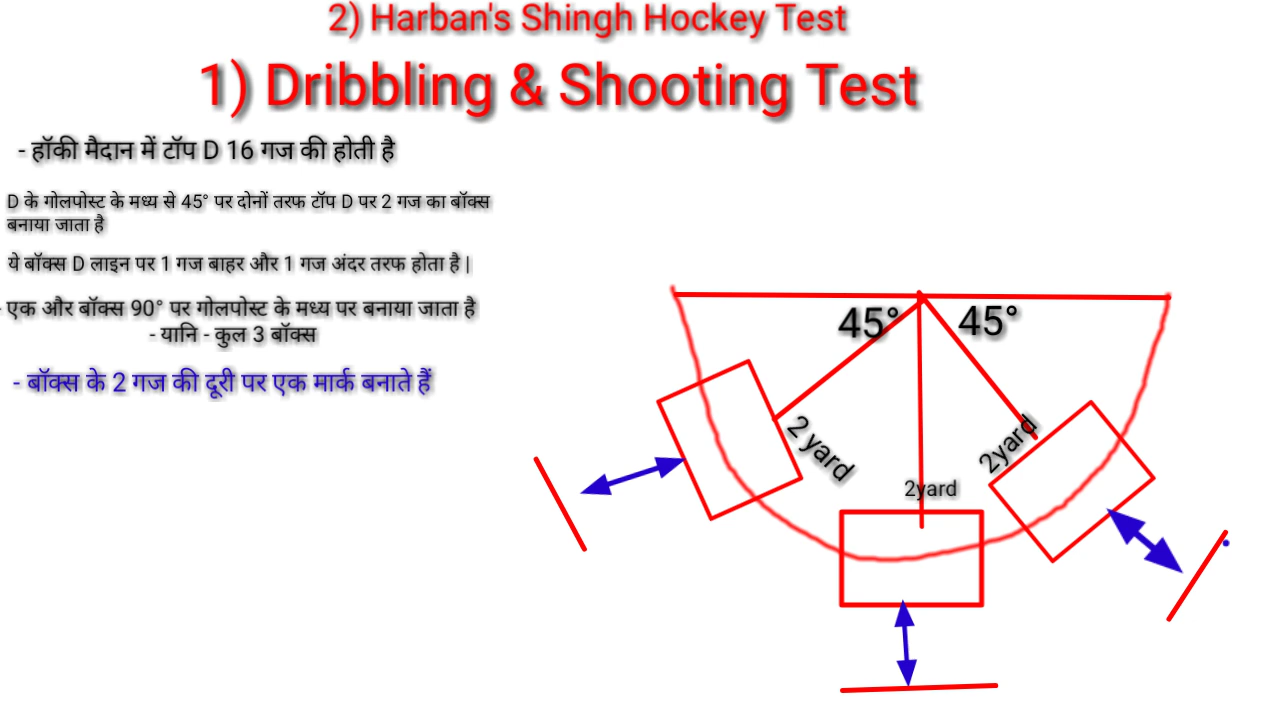 2) Harban's Shingh Hockey Test
1) Dribbling & Shooting Test
- हॉकी मैदान में टॉप D 16 गज की होती है
D के गोलपोस्ट के मध्य से 45° पर दोनों तरफ टॉप D पर 2 गज का बॉक्स
बनाया जाता है
ये बॉक्स D लाइन पर 1 गज बाहर और 1 गज अंदर तरफ होता है |
- एक और बॉक्स 90° पर गोलपोस्ट के मध्य पर बनाया जाता है
- यानि - कुल 3 बॉक्स
- बॉक्स के 2 गज की दूरी पर एक मार्क बनाते हैं
45°
45°
2 yard
2yard
2yard